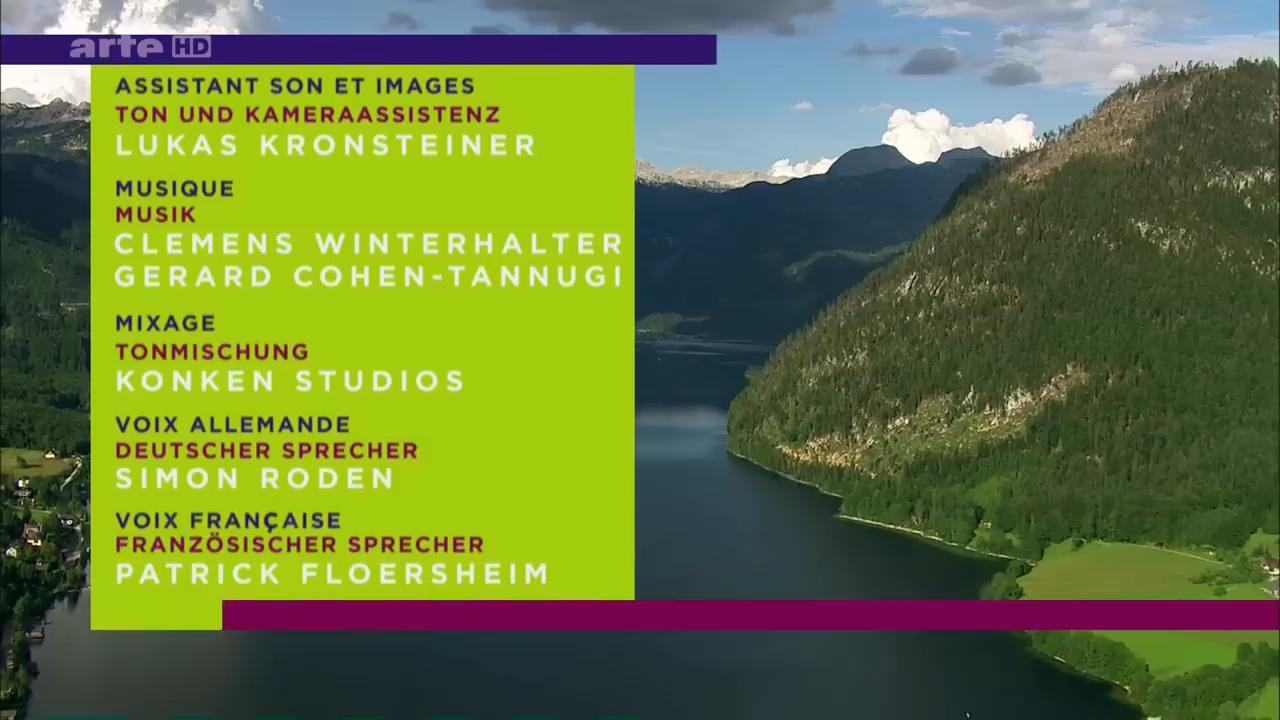 arte HD
ASSISTANT SON ET IMAGES
TON UND KAMERAASSISTENZ
LUKAS KRONSTEINER
MUSIQUE
MUSIK
CLEMENS WINTERHALTER
GERARD COHEN-TANNUGI
MIXAGE
TONMISCHUNG
KONKEN STUDIOS
VOIX ALLEMANDE
DEUTSCHER SPRECHER
SIMON RODEN
VOIX FRANÇAISE
FRANZÖSISCHER SPRECHER
PATRICK FLOERSHEIM